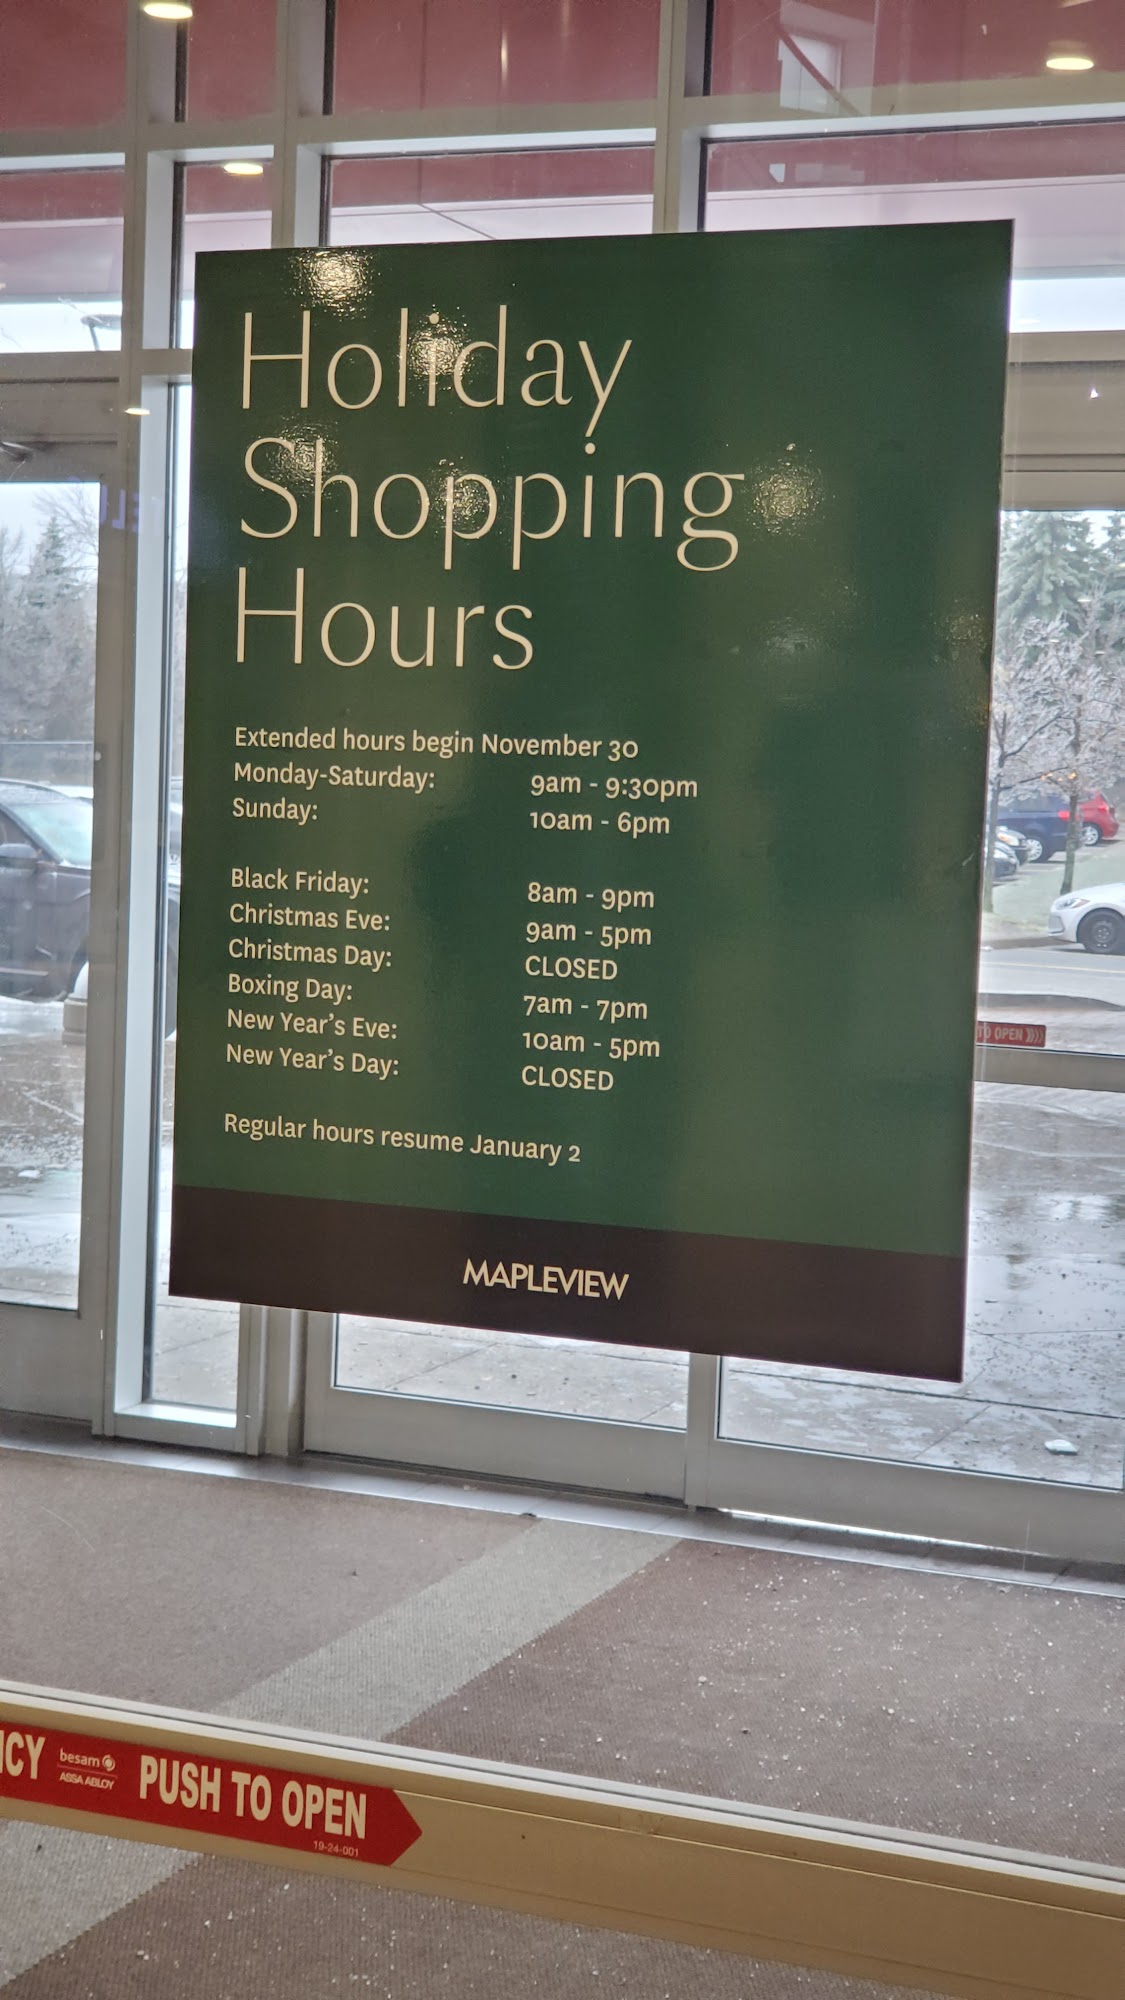 Holiday
Shopping
Hours
Extended hours begin November 30
Monday-Saturday: 9am - 9:30pm
Sunday: 10am - 6pm
Black Friday: 8am - 9pm
Christmas Eve: 9am - 5pm
Christmas Day: CLOSED
Boxing Day: 7am - 7pm
New Year's Eve: 10am - 5pm
New Year's Day: CLOSED
Regular hours resume January 2
MAPLEVIEW
TO OPEN
besam
ASSA ABLOY
PUSH TO OPEN
19-24-001